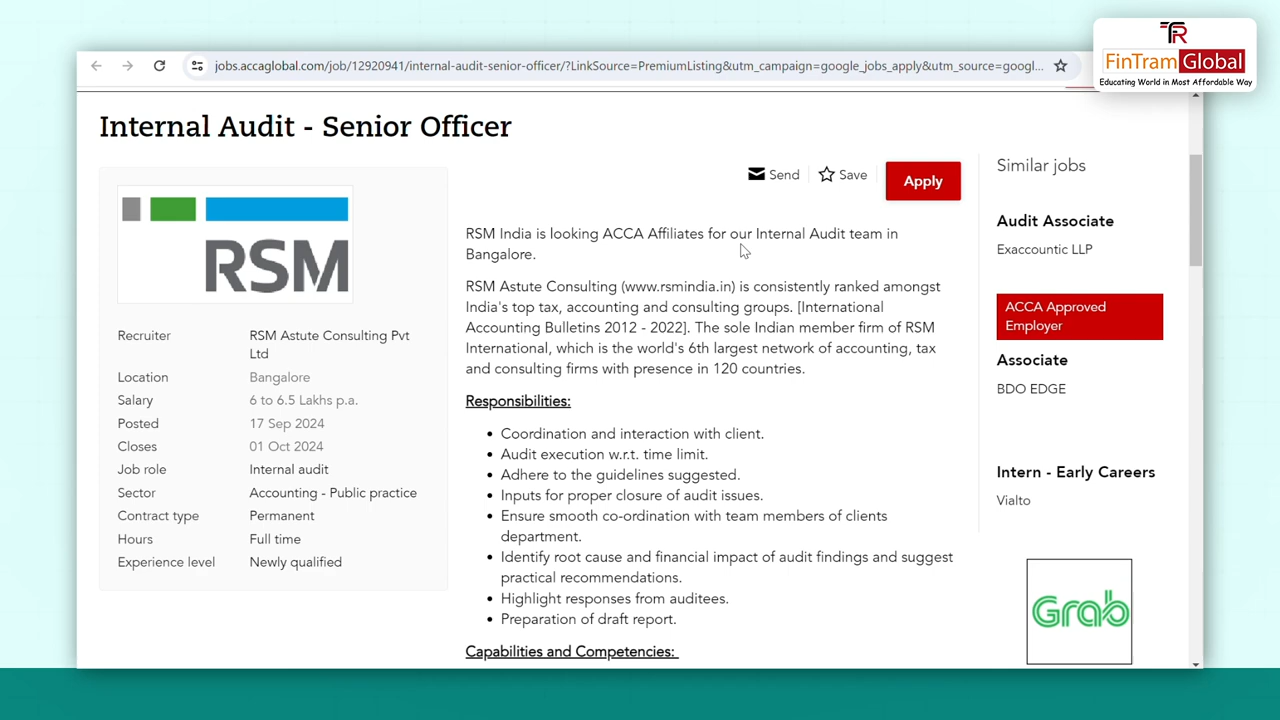 FinTram Global
Educating World in Most Affordable Way
jobs.accaglobal.com/job/12920941/internal-audit-senior-officer/?LinkSource=PremiumListing&utm_campaign=google_jobs_apply&utm_source=googl...
Internal Audit - Senior Officer
RSM
Recruiter RSM Astute Consulting Pvt
Ltd
Location Bangalore
Salary 6 to 6.5 Lakhs p.a.
Posted 17 Sep 2024
Closes 01 Oct 2024
Job role Internal audit
Sector Accounting - Public practice
Contract type Permanent
Hours Full time
Experience level Newly qualified
Send Save Apply
RSM India is looking ACCA Affiliates for our Internal Audit team in
Bangalore.
RSM Astute Consulting (www.rsmindia.in) is consistently ranked amongst
India's top tax, accounting and consulting groups. [International
Accounting Bulletins 2012 - 2022]. The sole Indian member firm of RSM
International, which is the world's 6th largest network of accounting, tax
and consulting firms with presence in 120 countries.
Responsibilities:
• Coordination and interaction with client.
• Audit execution w.r.t. time limit.
• Adhere to the guidelines suggested.
• Inputs for proper closure of audit issues.
• Ensure smooth co-ordination with team members of clients
department.
• Identify root cause and financial impact of audit findings and suggest
practical recommendations.
• Highlight responses from auditees.
• Preparation of draft report.
Capabilities and Competencies:
Similar jobs
Audit Associate
Exaccountic LLP
ACCA Approved
Employer
Associate
BDO EDGE
Intern - Early Careers
Vialto
Grab